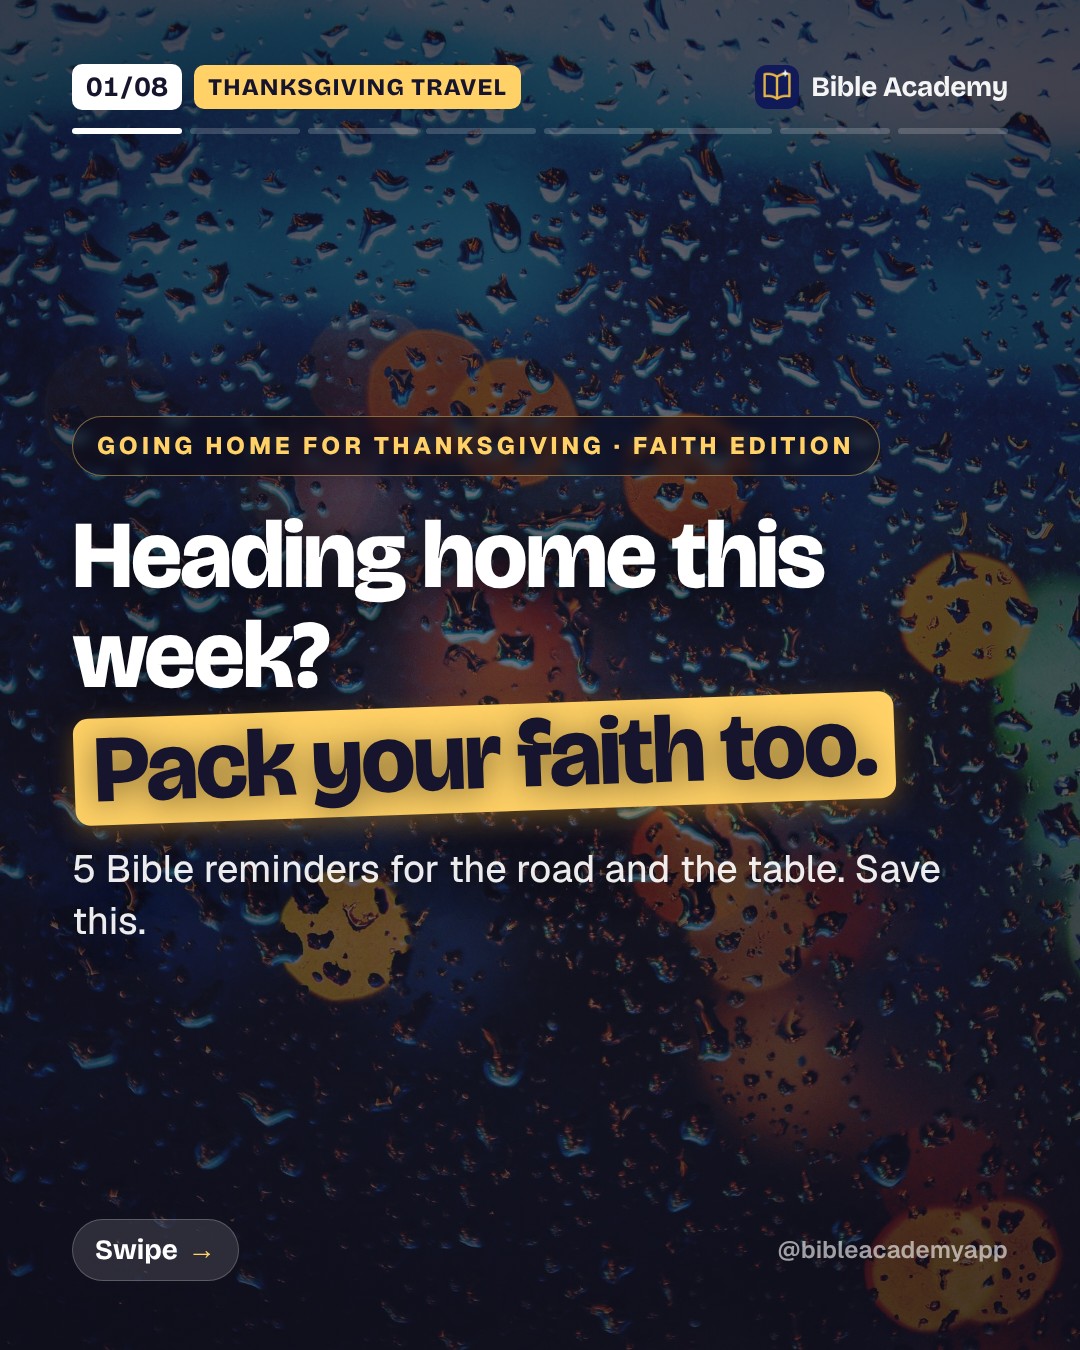 01/08
THANKSGIVING TRAVEL
Bible Academy
GOING HOME FOR THANKSGIVING · FAITH EDITION
Heading home this
week?
Pack your faith too.
5 Bible reminders for the road and the table. Save
this.
Swipe →
@bibleacademyapp